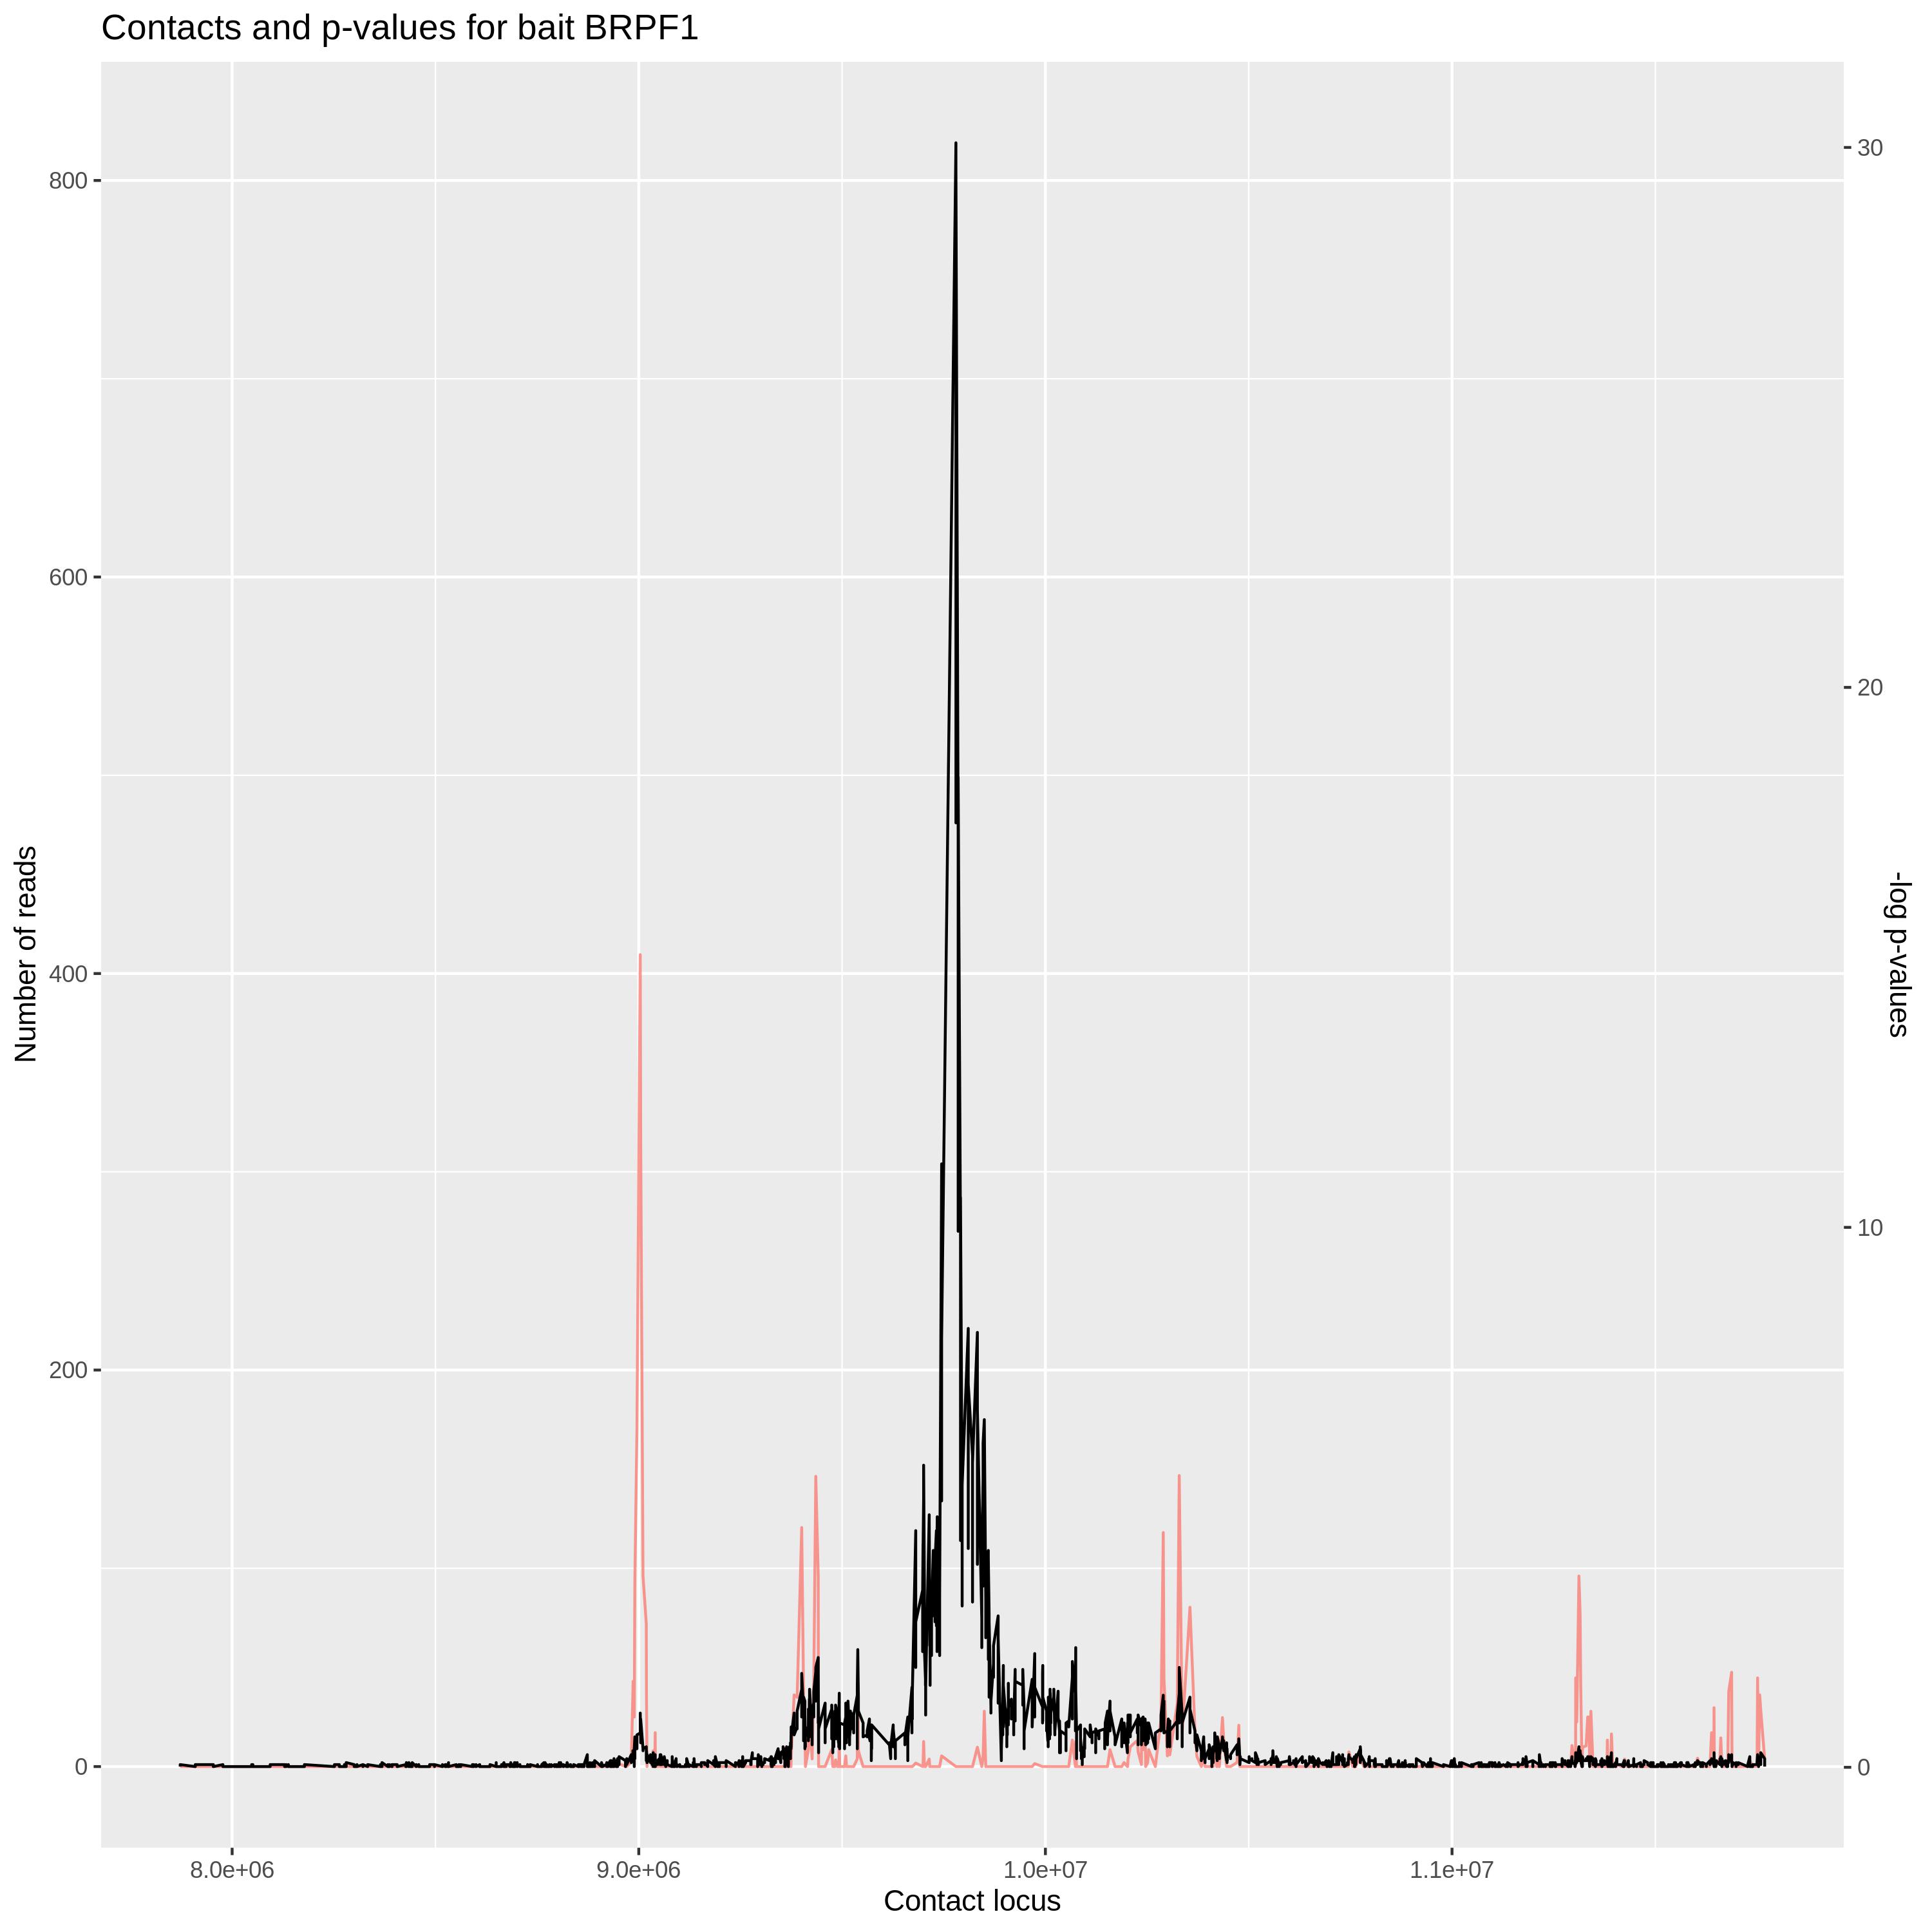 Contacts and p-values for bait BRPF1
800
600
400
200
0
Number of reads
30
20
10
0
-log p-values
8.0e+06
9.0e+06
1.0e+07
1.1e+07
Contact locus